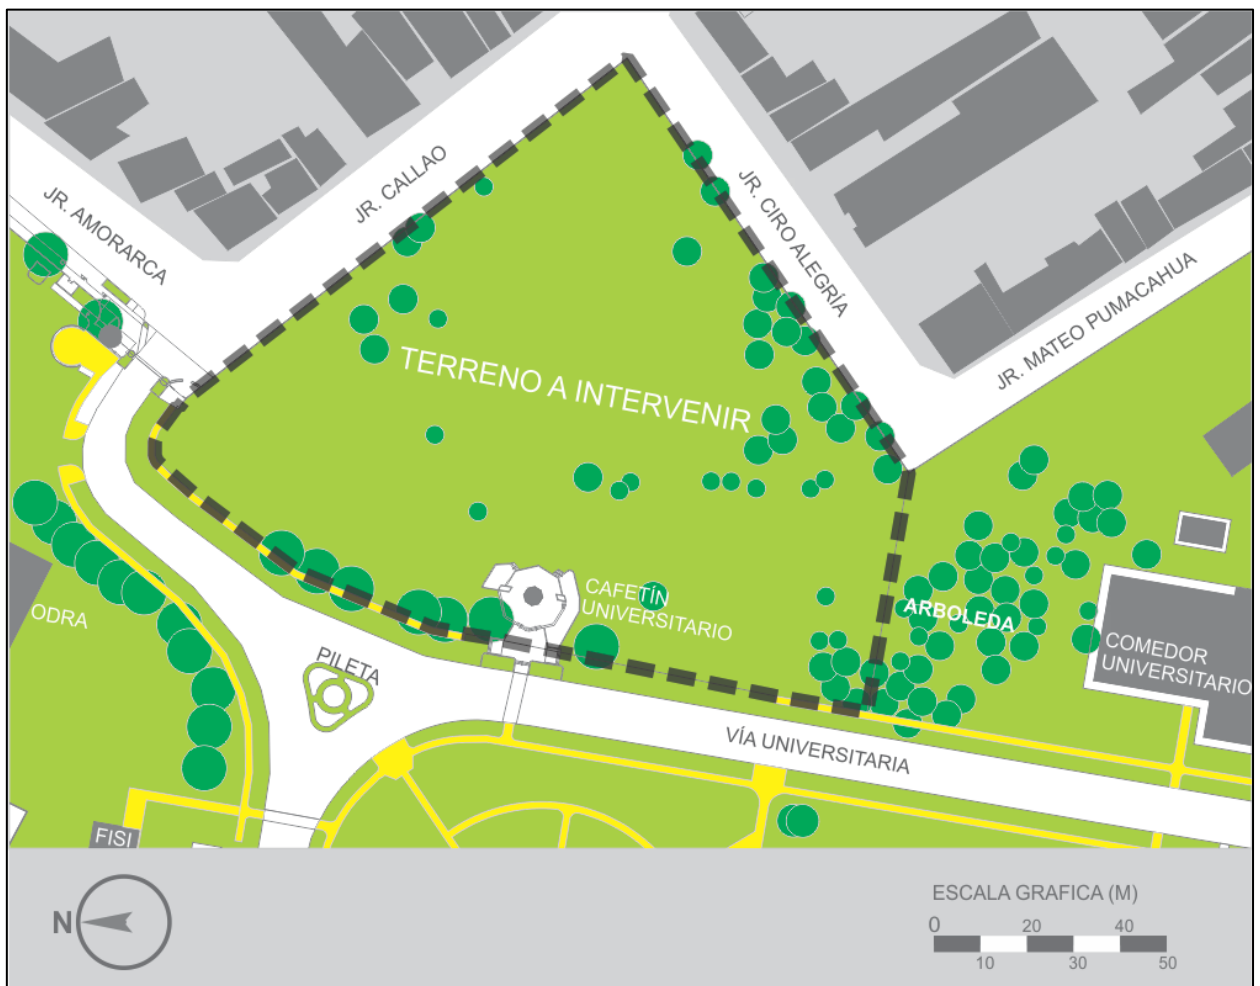 JR. AMORARCA
JR. CALLAO
JR. CIRO ALEGRÍA
JR. MATEO PUMACAHUA
TERRENO A INTERVENIR
CAFETÍN
UNIVERSITARIO
ARBOLEDA
COMEDOR
UNIVERSITARIO
ODRA
PILETA
VÍA UNIVERSITARIA
FISI
N
ESCALA GRAFICA (M)
0 20 40
10 30 50